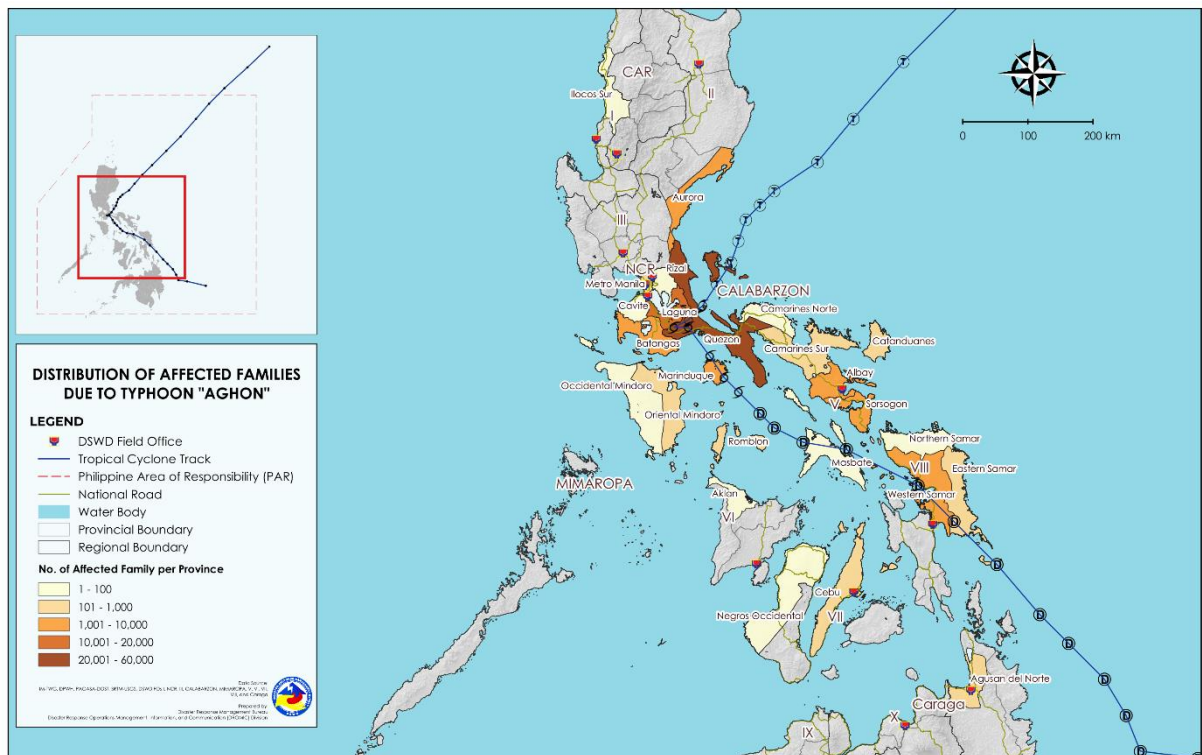 DISTRIBUTION OF AFFECTED FAMILIES
DUE TO TYPHOON "AGHON"
LEGEND
DSWD Field Office
Tropical Cyclone Track
Philippine Area of Responsibility (PAR)
National Road
Water Body
Provincial Boundary
Regional Boundary
No. of Affected Family per Province
1 - 100
101 - 1,000
1,001 - 10,000
10,001 - 20,000
20,001 - 60,000
Prepared by
Disaster Response Management Bureau
0 100 200 km
CAR
II
Ilocos Sur
I
Aurora
III
NCR
Rizal
Metro Manila
CALABARZON
Cavite
Laguna
Camarines Norte
Batangas
Quezon
Camarines Sur
Catanduanes
Marinduque
Albay
Occidental Mindoro
V
Sorsogon
Oriental Mindoro
Romblon
Northern Samar
Masbate
VIII
Eastern Samar
MIMAROPA
Western Samar
Aklan
VI
Cebu
Negros Occidental
VII
Agusan del Norte
Caraga
X
IX
T
T
T
T
T
T
T
T
D
D
D
D
D
D
D
D
D
D
D
D